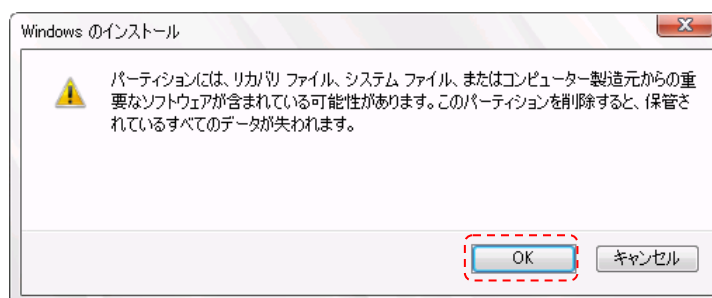 Windows のインストール
パーティションには、リカバリ ファイル、システム ファイル、またはコンピューター製造元からの重
要なソフトウェアが含まれている可能性があります。このパーティションを削除すると、保管さ
れているすべてのデータが失われます。
OK
キャンセル